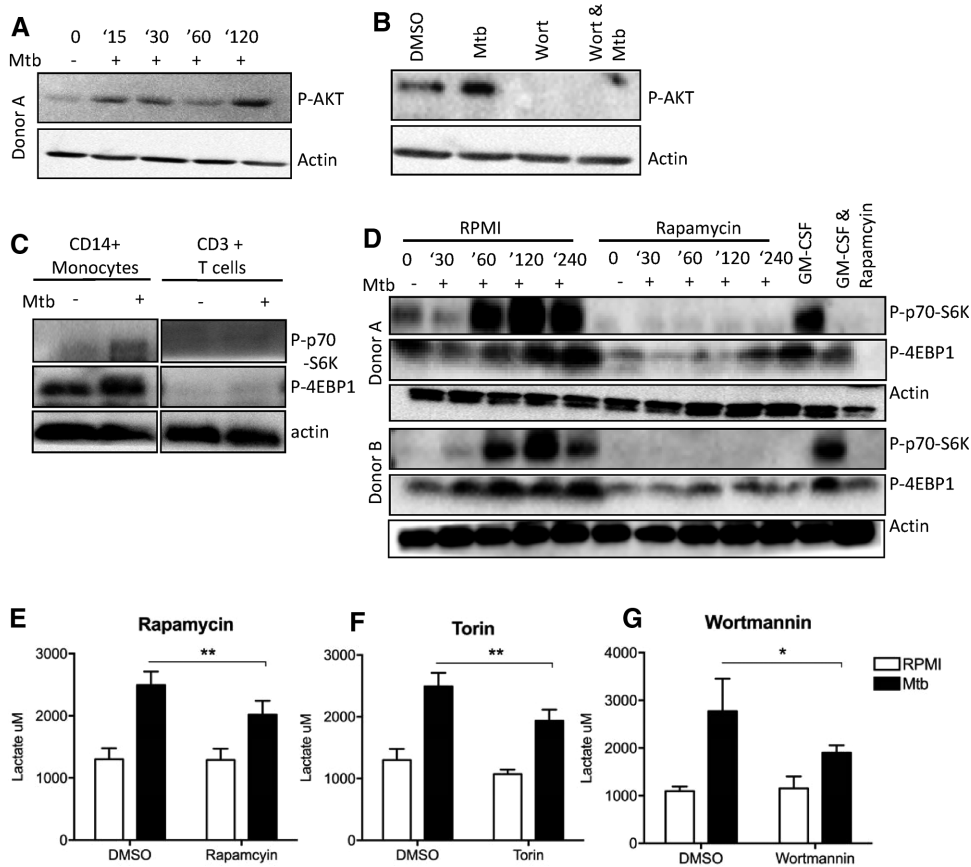 A
0 ‘15 ‘30 ’60 ‘120
Mtb - + + + +
Donor A
P-AKT
Actin
B
DMSO Mtb Wort Wort & Mtb
P-AKT
Actin
C
CD14+ Monocytes
CD3 + T cells
Mtb - + - +
P-p70
-S6K
P-4EBP1
actin
D
RPMI Rapamycin
0 ‘30 ’60 ’120 ‘240 0 ‘30 ’60 ’120 ‘240 GM-CSF GM-CSF & Rapamcyin
Mtb - + + + + - + + + +
Donor A
P-p70-S6K
P-4EBP1
Actin
Donor B
P-p70-S6K
P-4EBP1
Actin
E
Rapamycin
**
Lactate uM
3000
2000
1000
0
DMSO Rapamcyin
F
Torin
**
Lactate uM
3000
2000
1000
0
DMSO Torin
G
Wortmannin
*
Lactate uM
4000
3000
2000
1000
0
DMSO Wortmannin
RPMI
Mtb